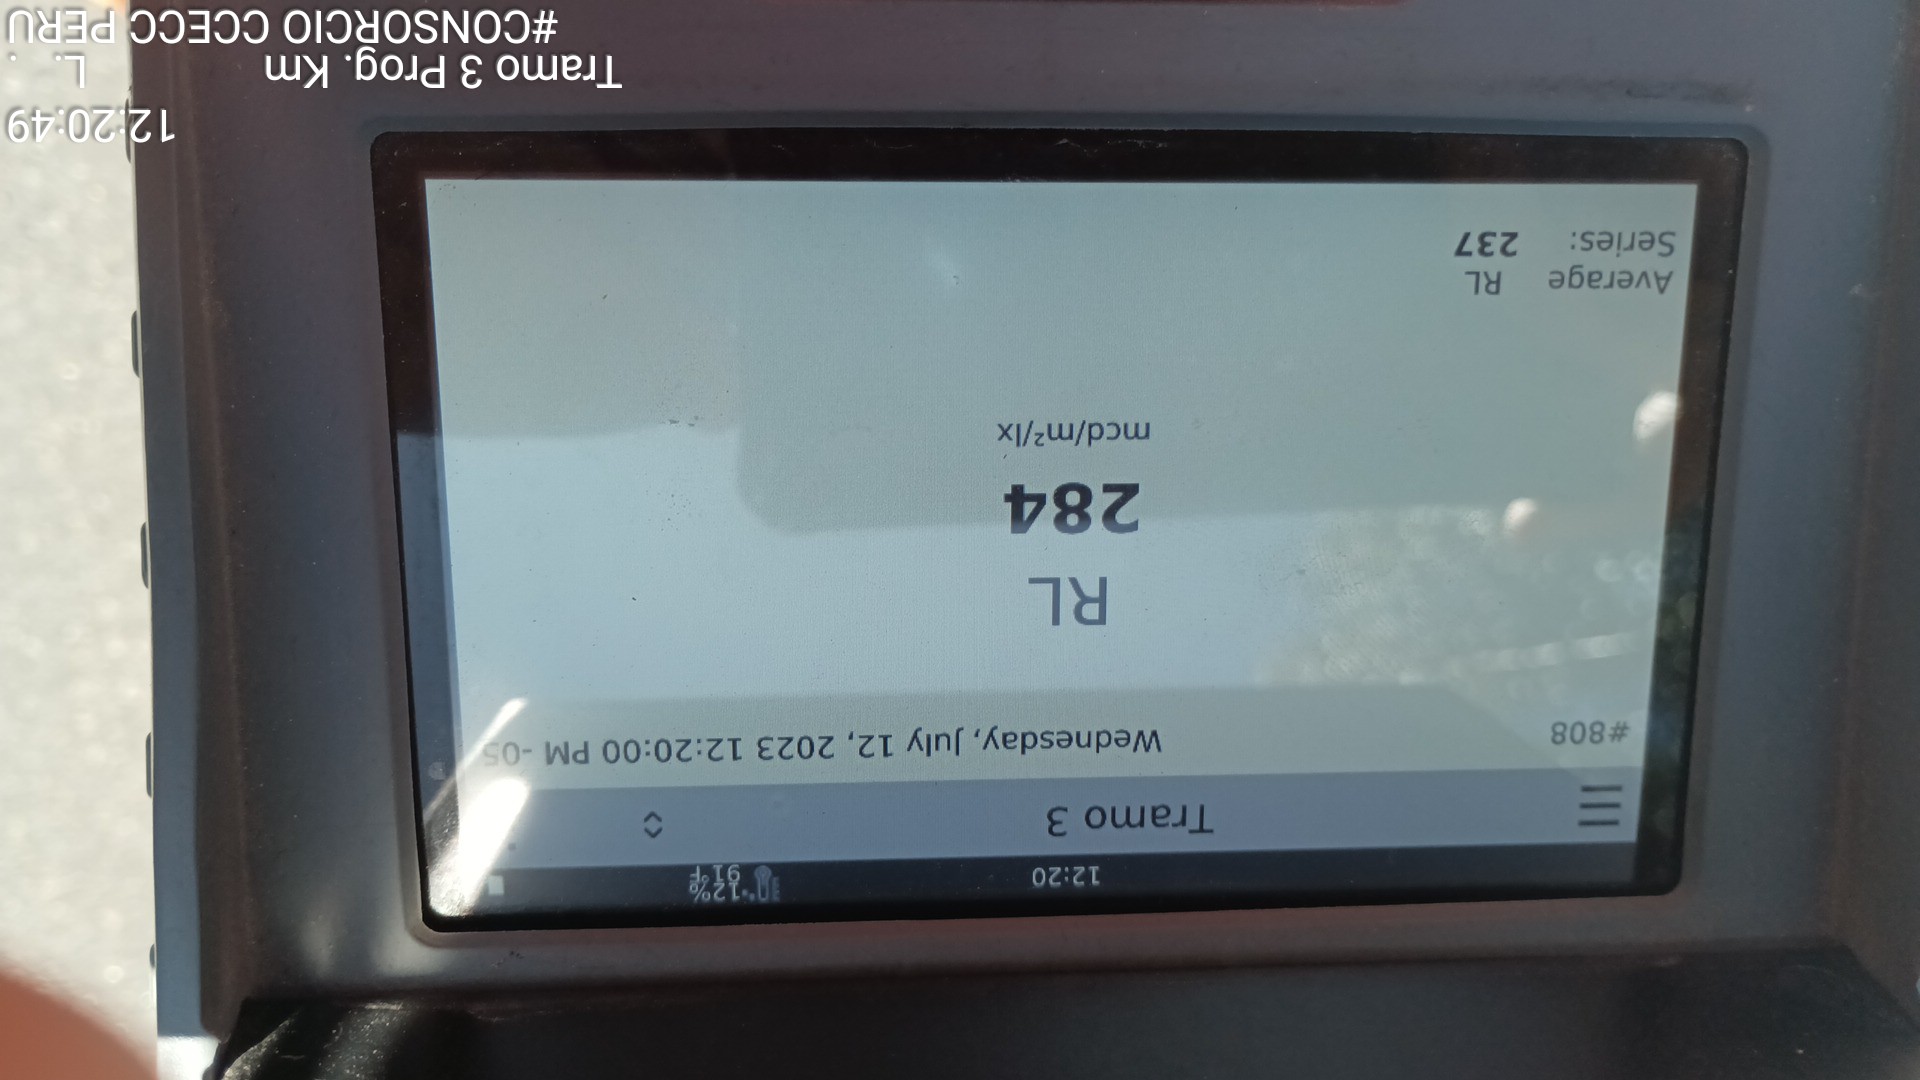 12:20
12%
91°F
Tramo 3
#808
Wednesday, July 12, 2023 12:20:00 PM -05
RL
284
mcd/m²/lx
Average RL
Series: 237
12:20:49
Tramo 3 Prog. Km L. .
#CONSORCIO CCECC PERU